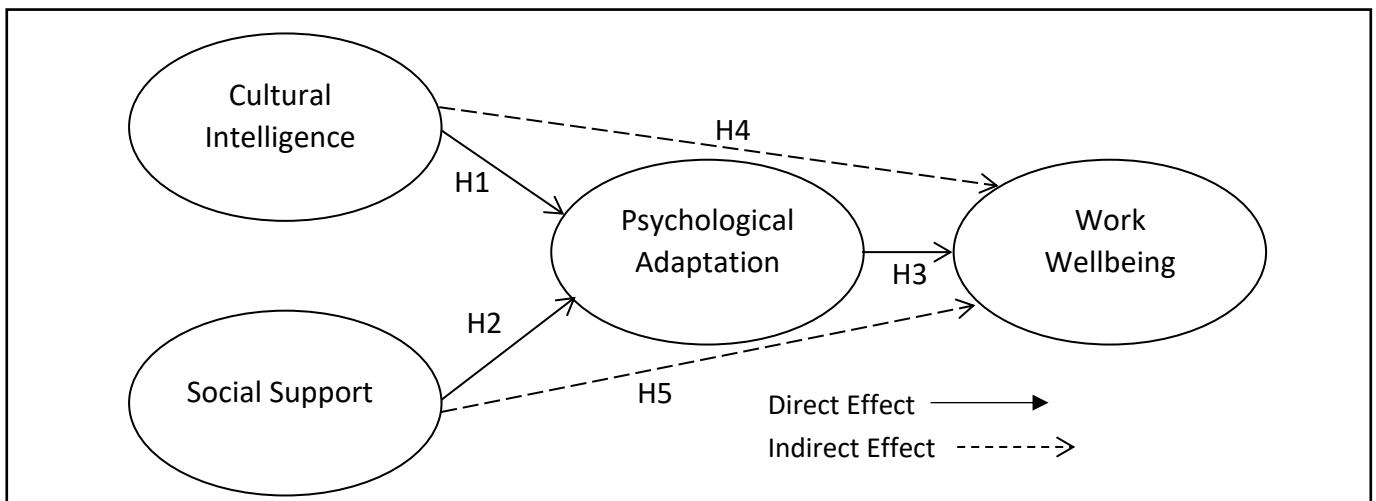 Cultural
Intelligence
H4
H1
Psychological
Adaptation
Work
Wellbeing
H3
H2
Social Support
H5
Direct Effect
Indirect Effect